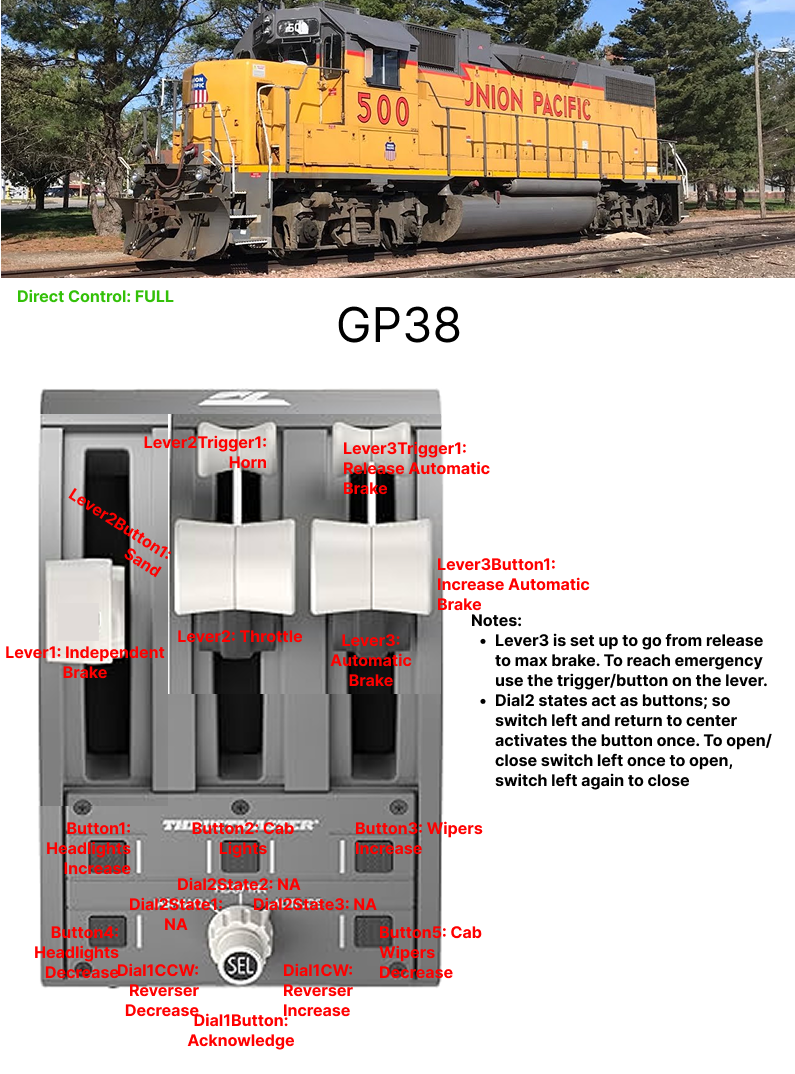 500
UNION PACIFIC
Direct Control: FULL
GP38
Lever2Trigger1:
Horn
Lever3Trigger1:
Release Automatic
Brake
Lever2Button1:
Sand
Lever3Button1:
Increase Automatic
Brake
Lever1: Independent
Brake
Lever2: Throttle
Lever3:
Automatic
Brake
Notes:
• Lever3 is set up to go from release
to max brake. To reach emergency
use the trigger/button on the lever.
• Dial2 states act as buttons; so
switch left and return to center
activates the button once. To open/
close switch left once to open,
switch left again to close
THRUSTMASTER
Button1:
Headlights
Increase
Button2: Cab
Lights
Button3: Wipers
Increase
Dial2State2: NA
Dial2State1:
NA
Dial2State3: NA
Button4:
Headlights
Decrease
Button5: Cab
Wipers
Decrease
SEL
Dial1CCW:
Reverser
Decrease
Dial1CW:
Reverser
Increase
Dial1Button:
Acknowledge